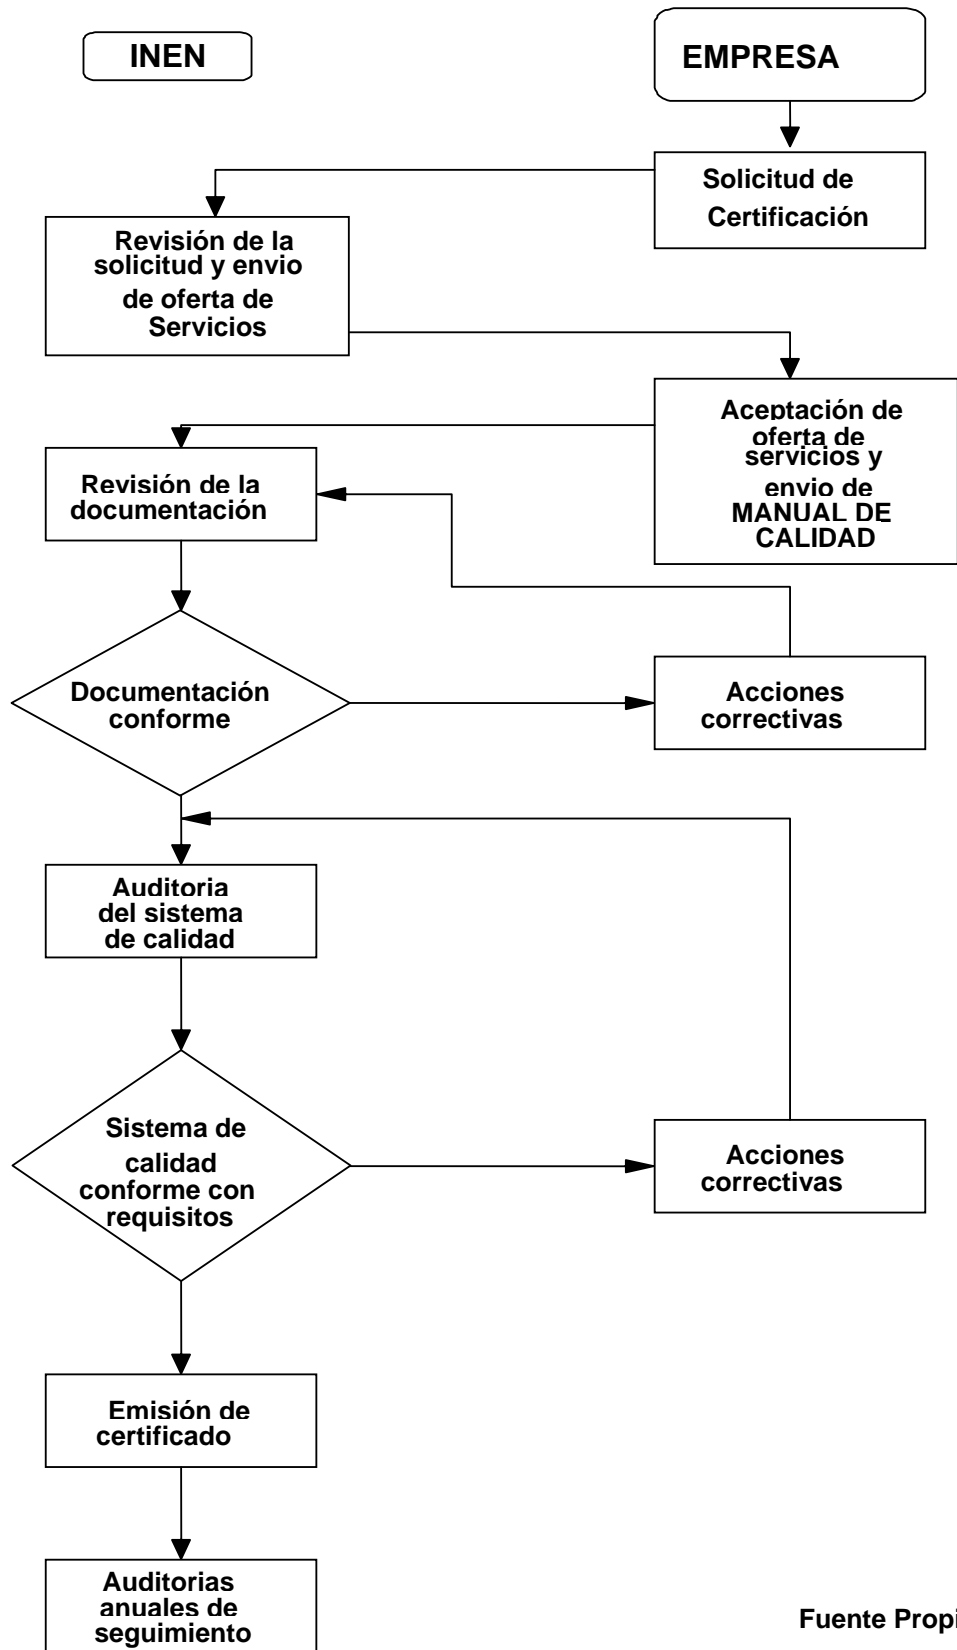 INEN
EMPRESA
Solicitud de
Certificación
Revisión de la
solicitud y envio
de oferta de
Servicios
Aceptación de
oferta de
servicios y
envio de
MANUAL DE
CALIDAD
Revisión de la
documentación
Documentación
conforme
Acciones
correctivas
Auditoria
del sistema
de calidad
Sistema de
calidad
conforme con
requisitos
Acciones
correctivas
Emisión de
certificado
Auditorias
anuales de
seguimiento
Fuente Propi